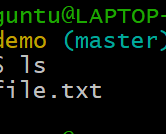 guntu@LAPTOP-
demo (master)
$ ls
file.txt